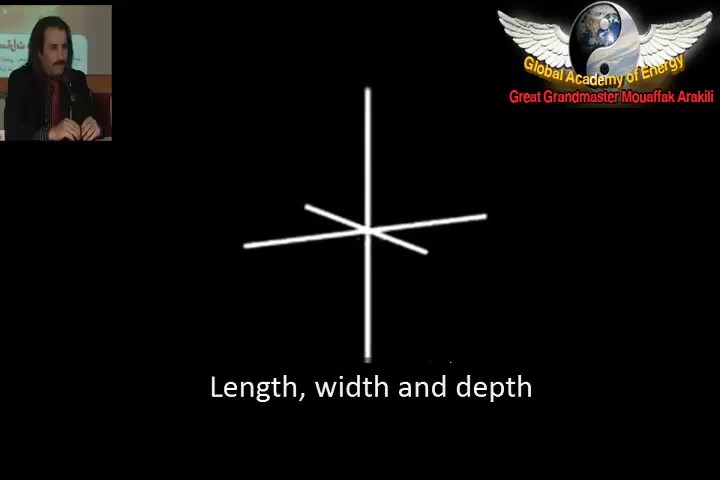 Global Academy of Energy
Great Grandmaster Mouaffak Arakili
Length, width and depth